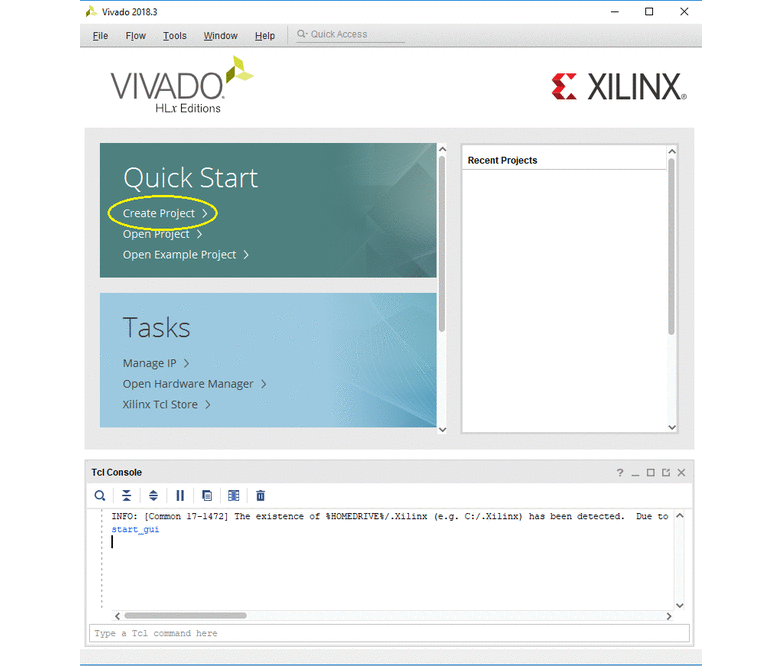 Vivado 2018.3
File Flow Tools Window Help Quick Access
VIVADO.
HLx Editions
XILINX®
Quick Start
Create Project
Open Project
Open Example Project
Recent Projects
Tasks
Manage IP
Open Hardware Manager
Xilinx Tcl Store
Tcl Console
INFO: [Common 17-1472] The existence of %HOMEDRIVE%/.Xilinx (e.g. C:/.Xilinx) has been detected.  Due to
start_gui
Type a Tcl command here